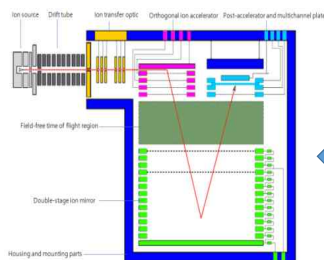 Ion source Drift tube Ion transfer optic Orthogonal ion accelerator Post-accelerator and multichannel plate
Field-free time of flight region
Double-stage ion mirror
Housing and mounting parts